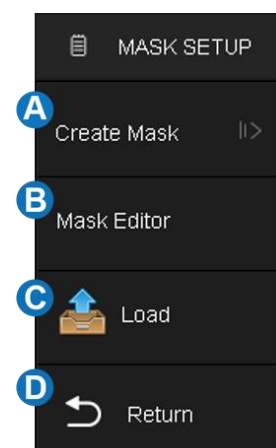 MASK SETUP
A
Create Mask
B
Mask Editor
C
Load
D
Return